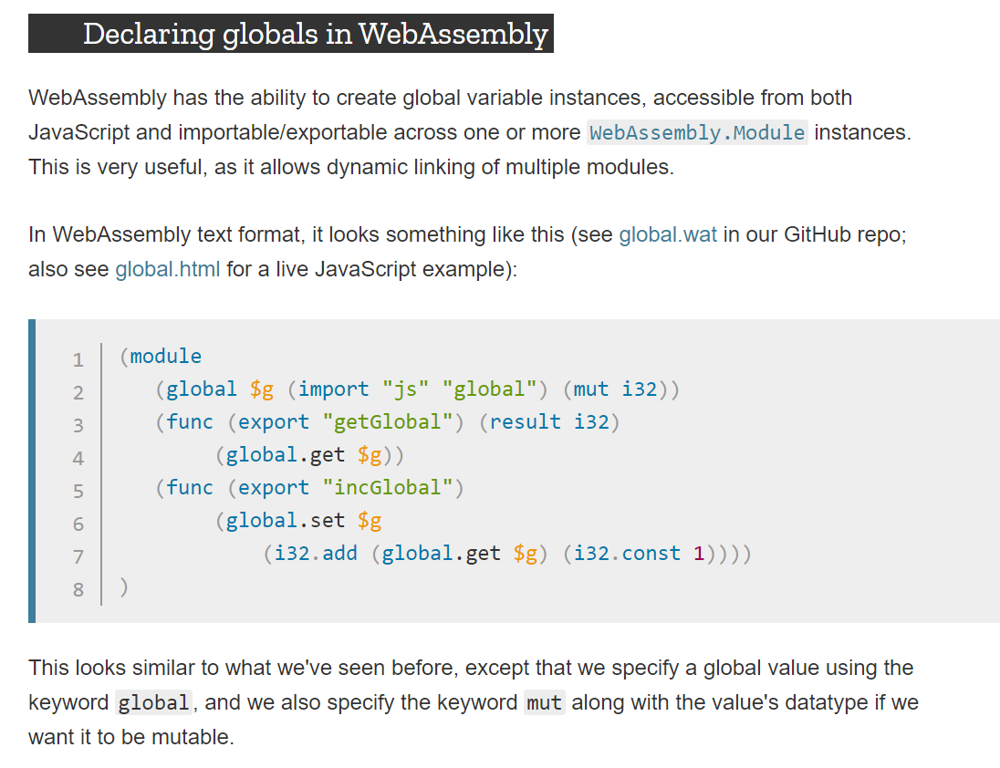 Declaring globals in WebAssembly
WebAssembly has the ability to create global variable instances, accessible from both
JavaScript and importable/exportable across one or more WebAssembly.Module instances.
This is very useful, as it allows dynamic linking of multiple modules.
In WebAssembly text format, it looks something like this (see global.wat in our GitHub repo;
also see global.html for a live JavaScript example):
1 (module
2 (global $g (import "js" "global") (mut i32))
3 (func (export "getGlobal") (result i32)
4 (global.get $g))
5 (func (export "incGlobal")
6 (global.set $g
7 (i32.add (global.get $g) (i32.const 1))))
8 )
This looks similar to what we've seen before, except that we specify a global value using the
keyword global, and we also specify the keyword mut along with the value's datatype if we
want it to be mutable.